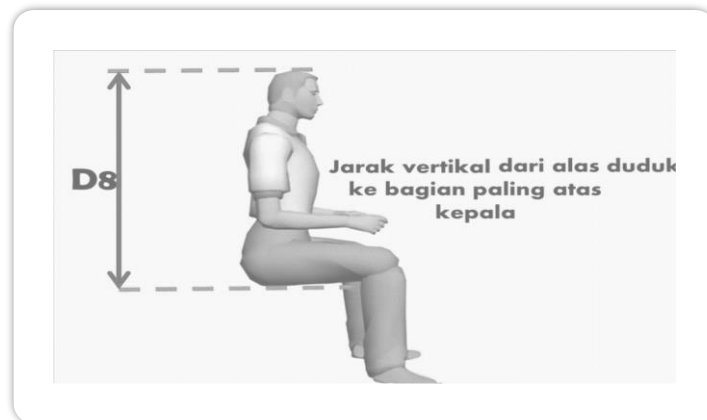 D8
Jarak vertikal dari alas duduk
ke bagian paling atas
kepala